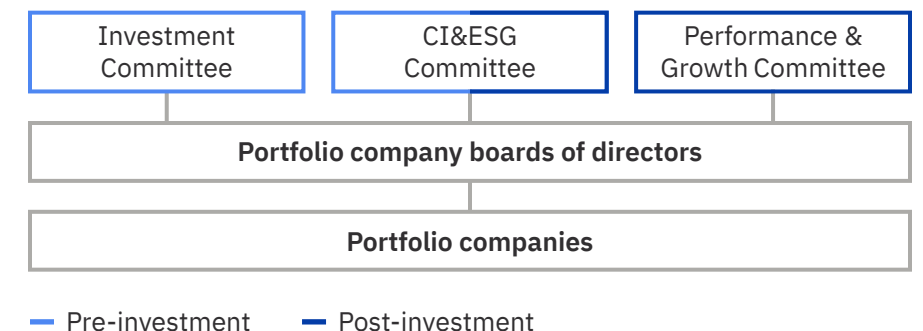 Investment
Committee
CI&ESG
Committee
Performance &
Growth Committee
Portfolio company boards of directors
Portfolio companies
Pre-investment
Post-investment